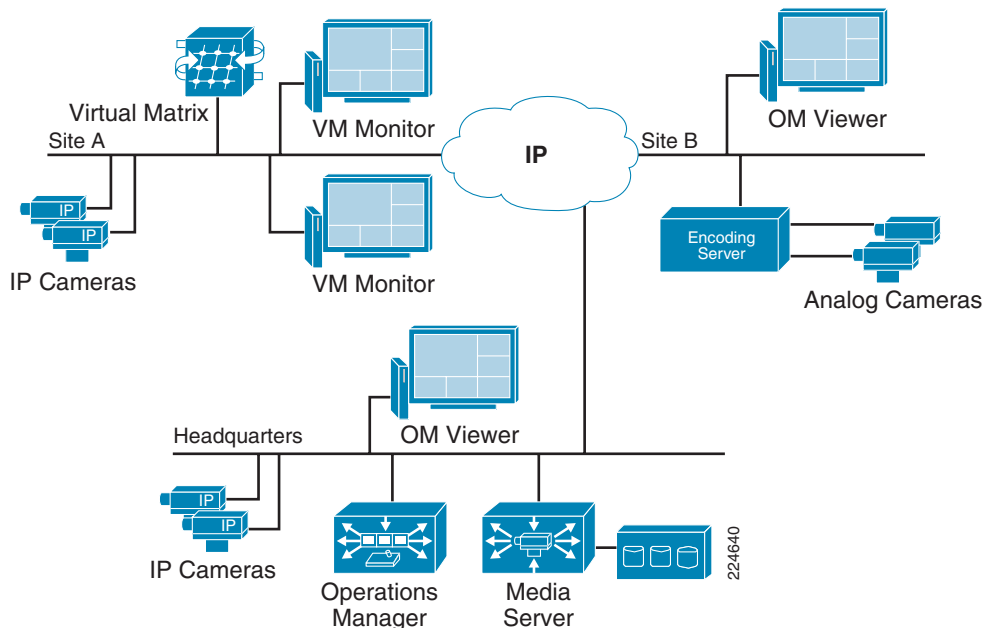 Virtual Matrix
VM Monitor
OM Viewer
Site A
IP
Site B
IP
IP
IP Cameras
VM Monitor
Encoding
Server
Analog Cameras
OM Viewer
Headquarters
IP
IP
IP Cameras
Operations
Manager
Media
Server
224640